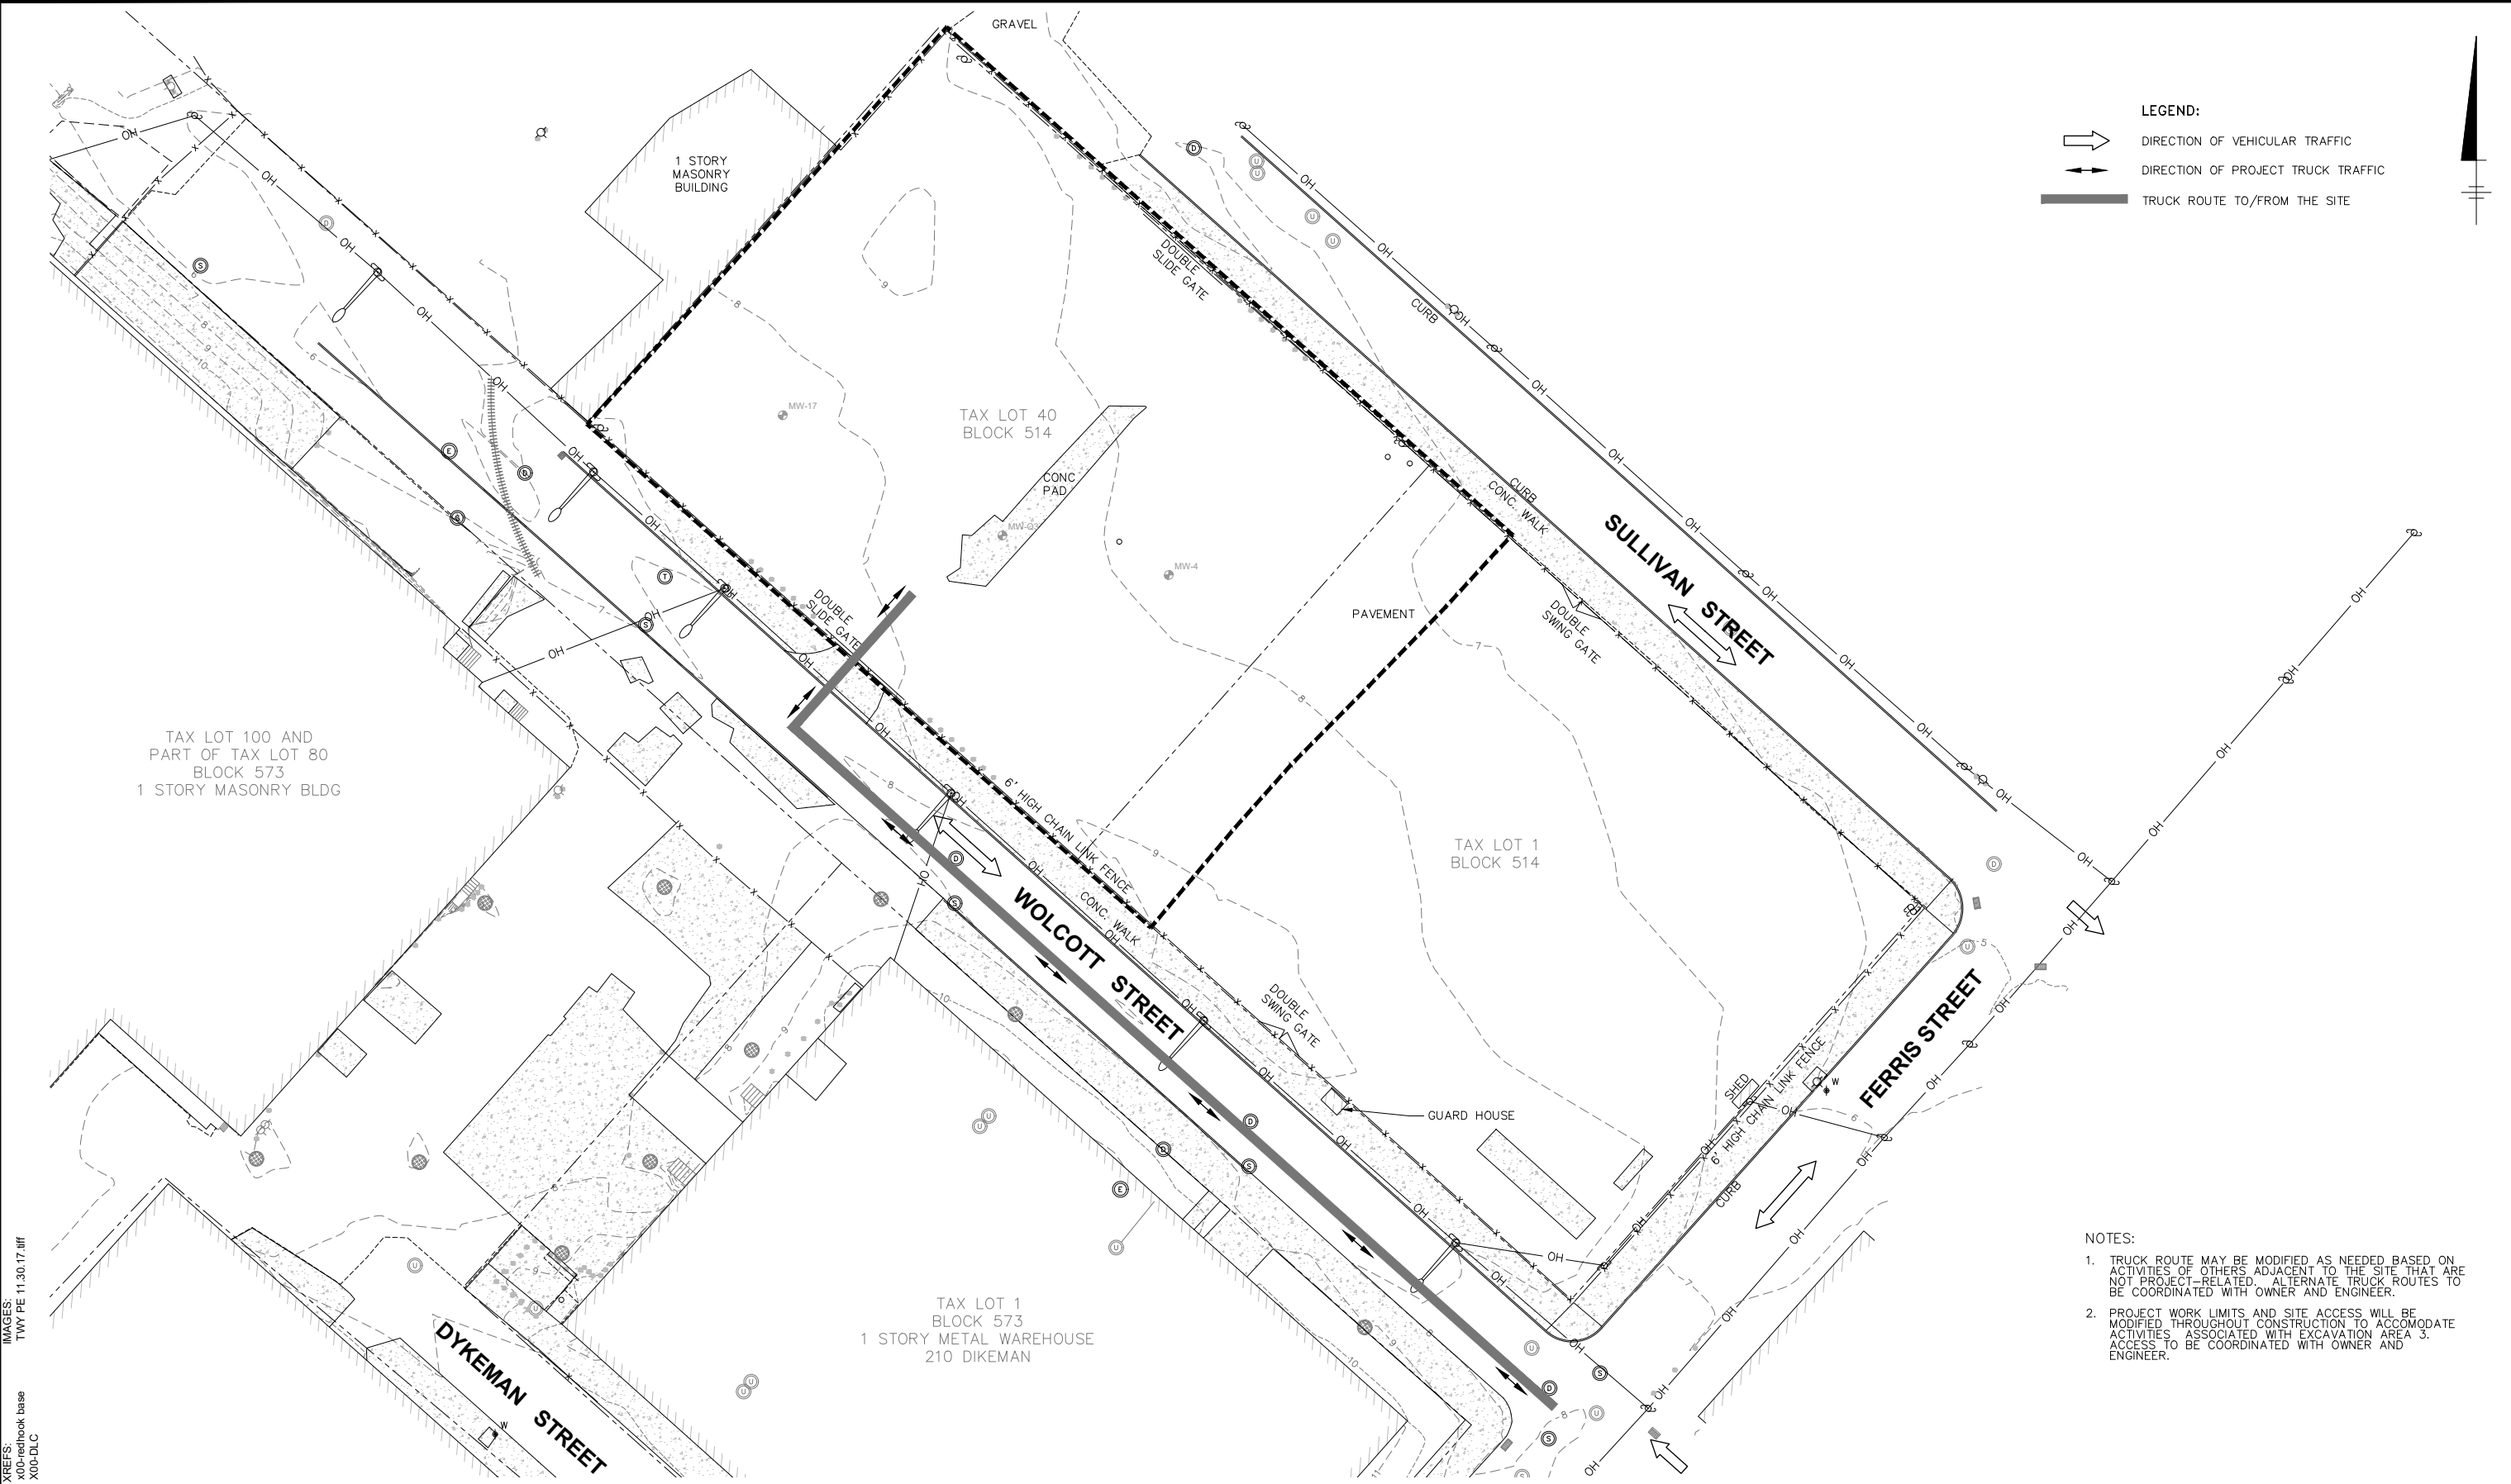 GRAVEL
LEGEND:
DIRECTION OF VEHICULAR TRAFFIC
DIRECTION OF PROJECT TRUCK TRAFFIC
TRUCK ROUTE TO/FROM THE SITE
1 STORY
MASONRY
BUILDING
DOUBLE
SLIDE GATE
CURB
MW-17
TAX LOT 40
BLOCK 514
CONC
PAD
MW-4
CURB
CONC. WALK
SULLIVAN STREET
DOUBLE
SLIDE GATE
PAVEMENT
DOUBLE
SWING GATE
TAX LOT 100 AND
PART OF TAX LOT 80
BLOCK 573
1 STORY MASONRY BLDG
6' HIGH CHAIN LINK FENCE
CONC. WALK
WOLCOTT STREET
TAX LOT 1
BLOCK 514
DOUBLE
SWING GATE
GUARD HOUSE
SHED
6' HIGH CHAIN LINK FENCE
CURB
FERRIS STREET
TAX LOT 1
BLOCK 573
1 STORY METAL WAREHOUSE
210 DIKEMAN
DYKEMAN STREET
NOTES:
1. TRUCK ROUTE MAY BE MODIFIED AS NEEDED BASED ON
ACTIVITIES OF OTHERS ADJACENT TO THE SITE THAT ARE
NOT PROJECT-RELATED. ALTERNATE TRUCK ROUTES TO
BE COORDINATED WITH OWNER AND ENGINEER.
2. PROJECT WORK LIMITS AND SITE ACCESS WILL BE
MODIFIED THROUGHOUT CONSTRUCTION TO ACCOMODATE
ACTIVITIES ASSOCIATED WITH EXCAVATION AREA 3.
ACCESS TO BE COORDINATED WITH OWNER AND
ENGINEER.
XREFS:
x00-redhook base
X00-DLC
IMAGES:
TWY PE 11.30.17.tiff